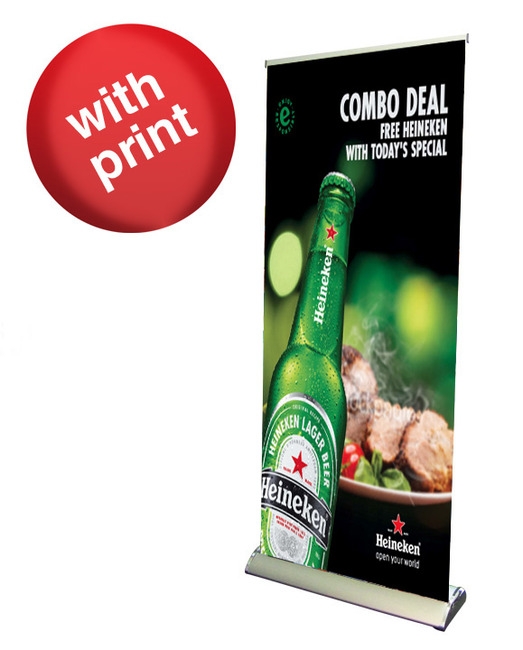 with
print
COMBO DEAL
FREE HEINEKEN
WITH TODAY'S SPECIAL
e
Heineken
HEINEKEN LAGER BEER
Heineken
Heineken
open your world